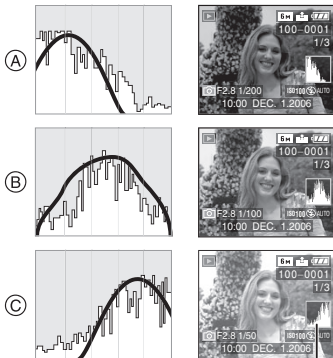 A
6M
100-0001
1/3
F2.8 1/200 ISO100 AUTO
10:00 DEC. 1.2006
B
6M
100-0001
1/3
F2.8 1/100 ISO100 AUTO
10:00 DEC. 1.2006
C
6M
100-0001
1/3
F2.8 1/50 ISO100 AUTO
10:00 DEC. 1.2006